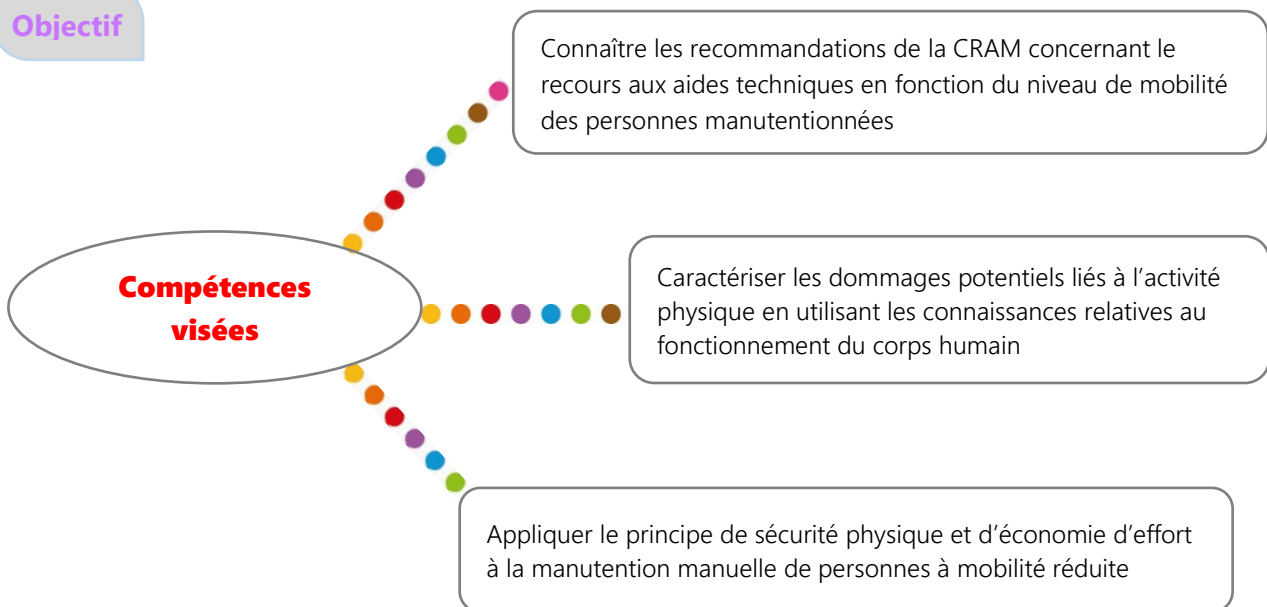 Objectif
Connaître les recommandations de la CRAM concernant le
recours aux aides techniques en fonction du niveau de mobilité
des personnes manutentionnées
Compétences
visées
Caractériser les dommages potentiels liés à l’activité
physique en utilisant les connaissances relatives au
fonctionnement du corps humain
Appliquer le principe de sécurité physique et d’économie d’effort
à la manutention manuelle de personnes à mobilité réduite